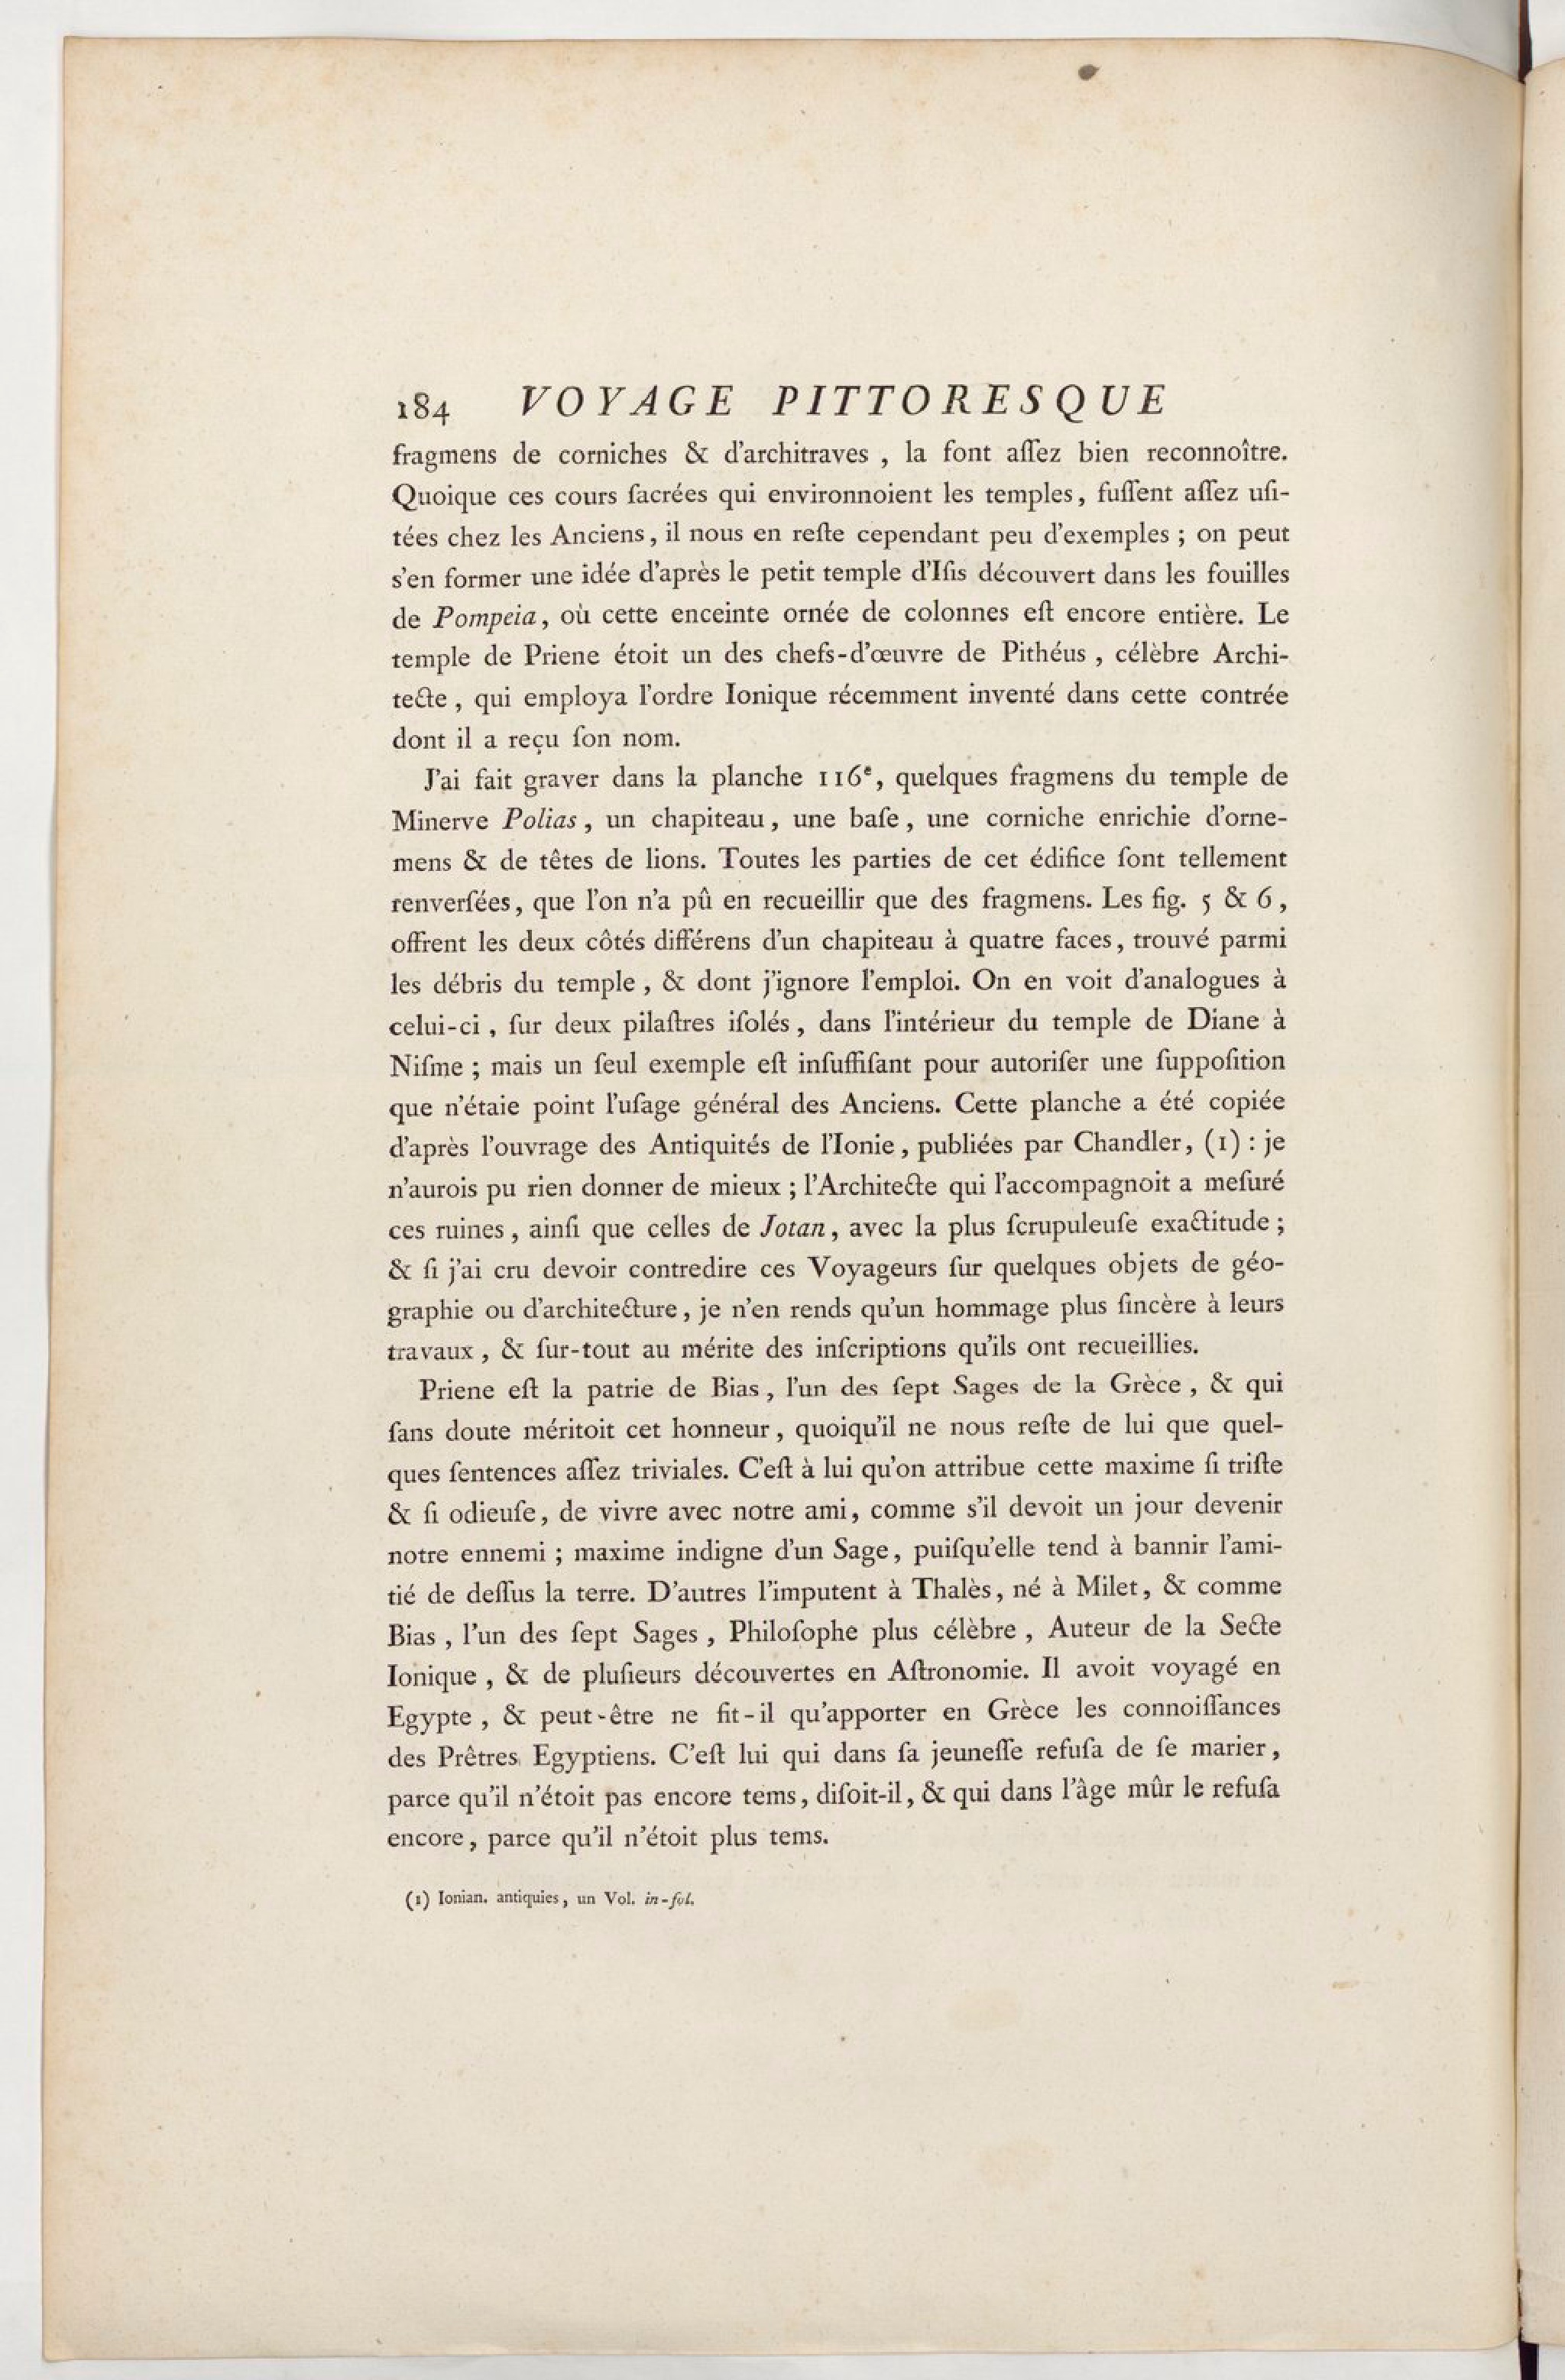 184 VOYAGE PITTORESQUE
fragmens de corniches & d'architraves , la font aſſez bien reconnoître.
Quoique ces cours ſacrées qui environnoient les temples, fuſſent aſſez uſi-
tées chez les Anciens, il nous en reſte cependant peu d'exemples ; on peut
s'en former une idée d'après le petit temple d'Iſis découvert dans les fouilles
de Pompeia, où cette enceinte ornée de colonnes eſt encore entière. Le
temple de Priene étoit un des chefs-d'œuvre de Pithéus , célèbre Archi-
tecte , qui employa l'ordre Ionique récemment inventé dans cette contrée
dont il a reçu ſon nom.
J'ai fait graver dans la planche 116e, quelques fragmens du temple de
Minerve Polias, un chapiteau, une baſe, une corniche enrichie d'orne-
mens & de têtes de lions. Toutes les parties de cet édifice ſont tellement
renverſées, que l'on n'a pû en recueillir que des fragmens. Les fig. 5 & 6,
offrent les deux côtés différens d'un chapiteau à quatre faces, trouvé parmi
les débris du temple , & dont j'ignore l'emploi. On en voit d'analogues à
celui-ci , ſur deux pilaſtres iſolés, dans l'intérieur du temple de Diane à
Niſme ; mais un ſeul exemple eſt inſuffiſant pour autoriſer une ſuppoſition
que n'étaie point l'uſage général des Anciens. Cette planche a été copiée
d'après l'ouvrage des Antiquités de l'Ionie, publiées par Chandler, (1) : je
n'aurois pu rien donner de mieux ; l'Architecte qui l'accompagnoit a meſuré
ces ruines, ainſi que celles de Jotan, avec la plus ſcrupuleuſe exactitude ;
& ſi j'ai cru devoir contredire ces Voyageurs ſur quelques objets de géo-
graphie ou d'architecture, je n'en rends qu'un hommage plus ſincère à leurs
travaux , & ſur-tout au mérite des inſcriptions qu'ils ont recueillies.
Priene eſt la patrie de Bias, l'un des ſept Sages de la Grèce , & qui
ſans doute méritoit cet honneur, quoiqu'il ne nous reſte de lui que quel-
ques ſentences aſſez triviales. C'eſt à lui qu'on attribue cette maxime ſi triſte
& ſi odieuſe, de vivre avec notre ami, comme s'il devoit un jour devenir
notre ennemi ; maxime indigne d'un Sage, puiſqu'elle tend à bannir l'ami-
tié de deſſus la terre. D'autres l'imputent à Thalès, né à Milet, & comme
Bias , l'un des ſept Sages , Philoſophe plus célèbre , Auteur de la Secte
Ionique , & de pluſieurs découvertes en Aſtronomie. Il avoit voyagé en
Egypte , & peut-être ne fit-il qu'apporter en Grèce les connoiſſances
des Prêtres Egyptiens. C'eſt lui qui dans ſa jeuneſſe refuſa de ſe marier,
parce qu'il n'étoit pas encore tems, diſoit-il, & qui dans l'âge mûr le refuſa
encore, parce qu'il n'étoit plus tems.
(1) Ionian. antiquies, un Vol. in-fol.